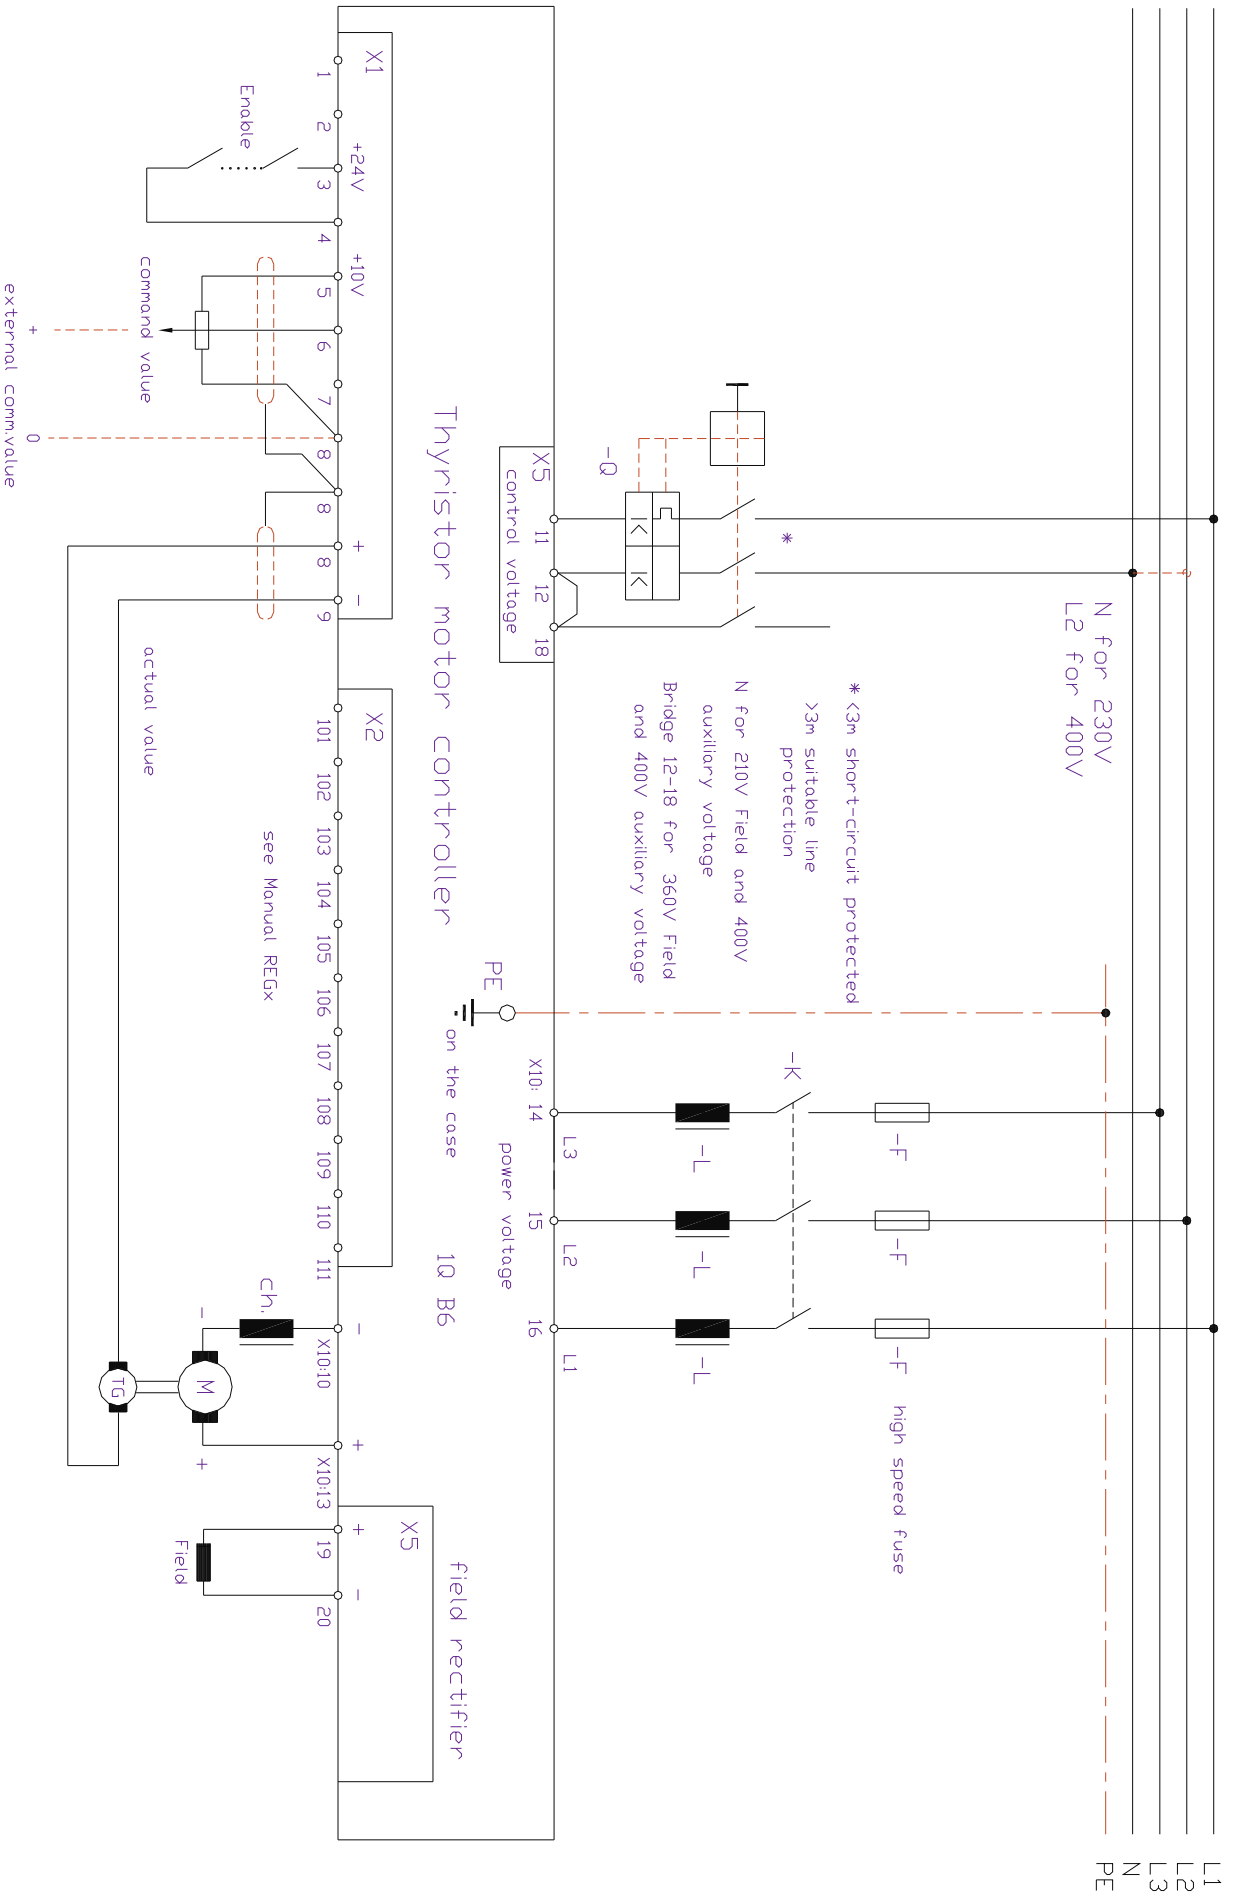 L1
L2
L3
N
PE
N for 230V
L2 for 400V
* <3m short-circuit protected
>3m suitable line
protection
N for 210V Field and 400V
auxiliary voltage
Bridge 12-18 for 360V Field
and 400V auxiliary voltage
*
-Q
-K
-F
-F
-F
high speed fuse
-L
-L
-L
L3
L2
L1
X5
11
12
18
control voltage
PE
on the case
X10: 14
15
16
power voltage
Thyristor motor controller
1Q B6
field rectifier
X1
+24V
+10V
+
-
1
2
3
4
5
6
7
8
8
8
9
X2
101
102
103
104
105
106
107
108
109
110
111
see Manual REGx
-
X10:10
+
X10:13
X5
+
19
-
20
Enable
command value
+
0
external comm.value
actual value
ch.
-
M
+
TG
Field